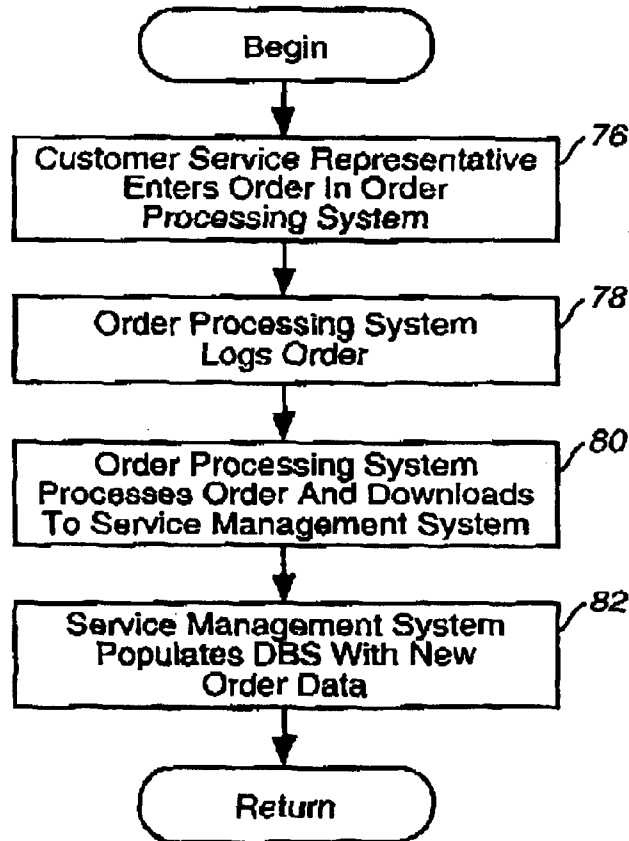 Begin
76
Customer Service Representative
Enters Order In Order
Processing System
78
Order Processing System
Logs Order
80
Order Processing System
Processes Order And Downloads
To Service Management System
82
Service Management System
Populates DBS With New
Order Data
Return